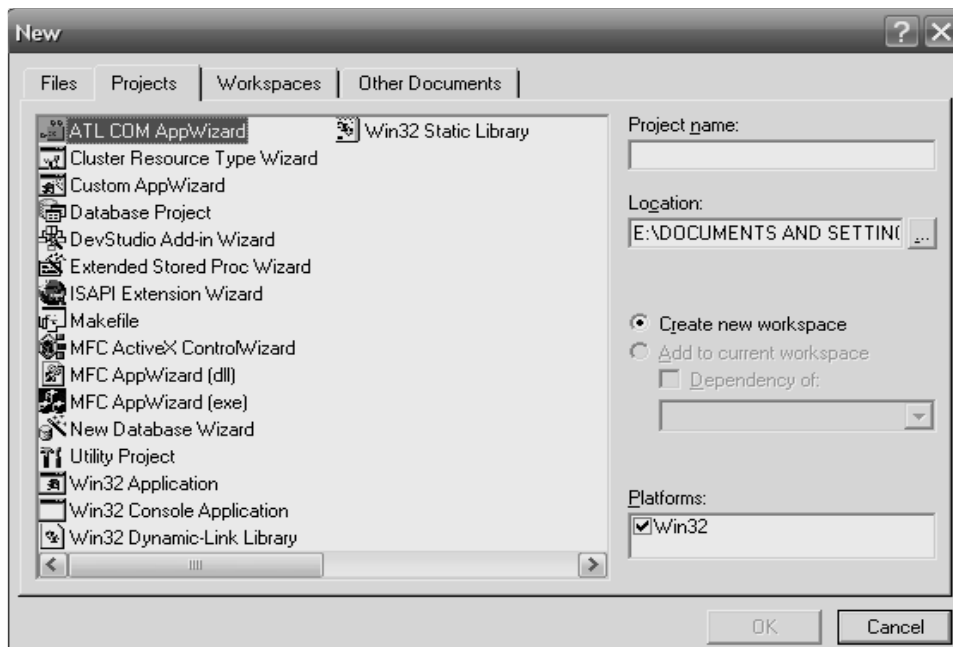 New
Files Projects Workspaces Other Documents
ATL COM AppWizard
Cluster Resource Type Wizard
Custom AppWizard
Database Project
DevStudio Add-in Wizard
Extended Stored Proc Wizard
ISAPI Extension Wizard
Makefile
MFC ActiveX ControlWizard
MFC AppWizard (dll)
MFC AppWizard (exe)
New Database Wizard
Utility Project
Win32 Application
Win32 Console Application
Win32 Dynamic-Link Library
Win32 Static Library
Project name:
Location:
E:\DOCUMENTS AND SETTING ...
Create new workspace
Add to current workspace
Dependency of:
Platforms:
Win32
OK Cancel